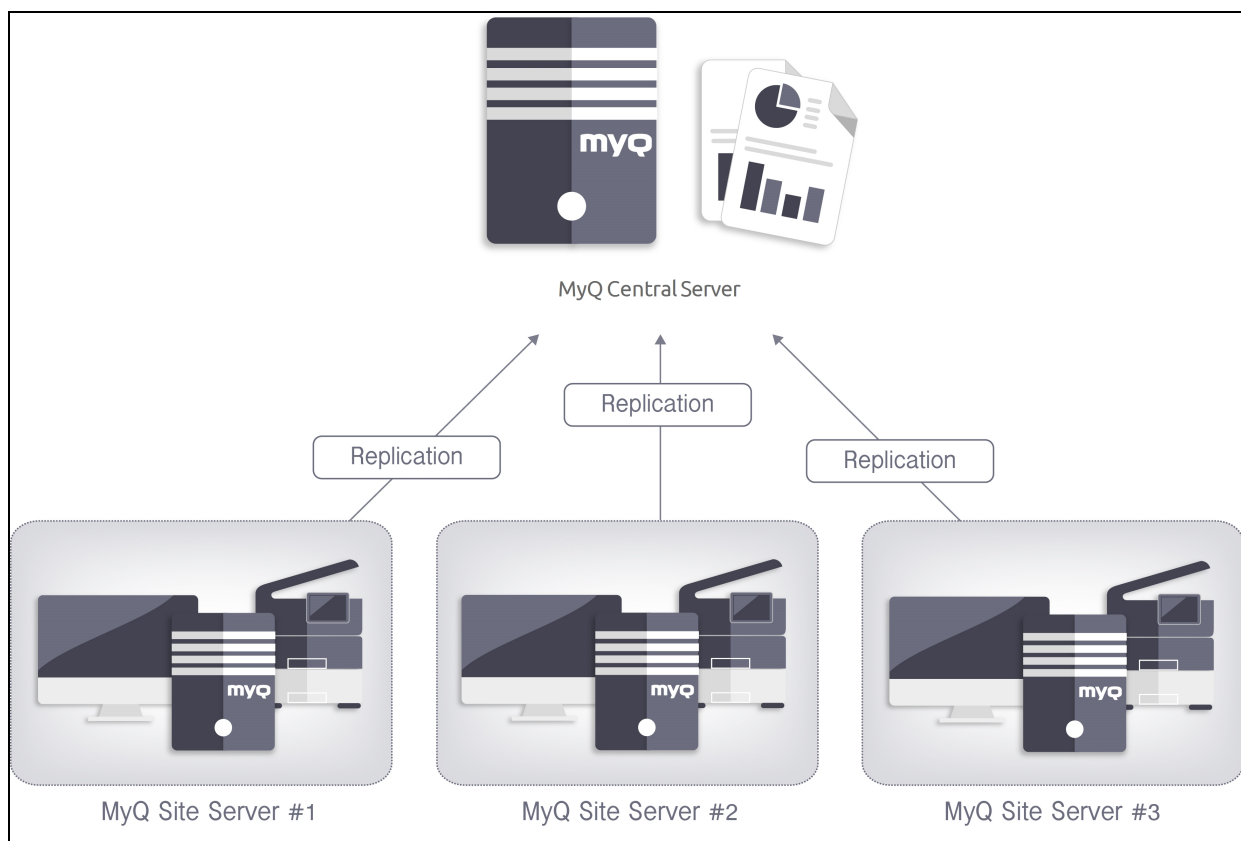 myQ
MyQ Central Server
Replication
Replication
Replication
myQ
myQ
myQ
MyQ Site Server #1
MyQ Site Server #2
MyQ Site Server #3